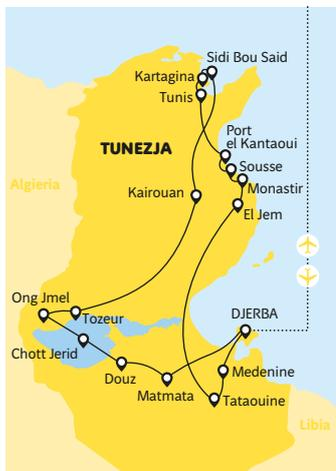 Sidi Bou Said
Kartagina
Tunis
TUNEZJA
Port
el Kantaoui
Sousse
Algieria
Monastir
Kairouan
El Jem
Ong Jmel
Tozeur
DJERBA
Chott Jerid
Medenine
Douz
Matmata
Tataouine
Libia